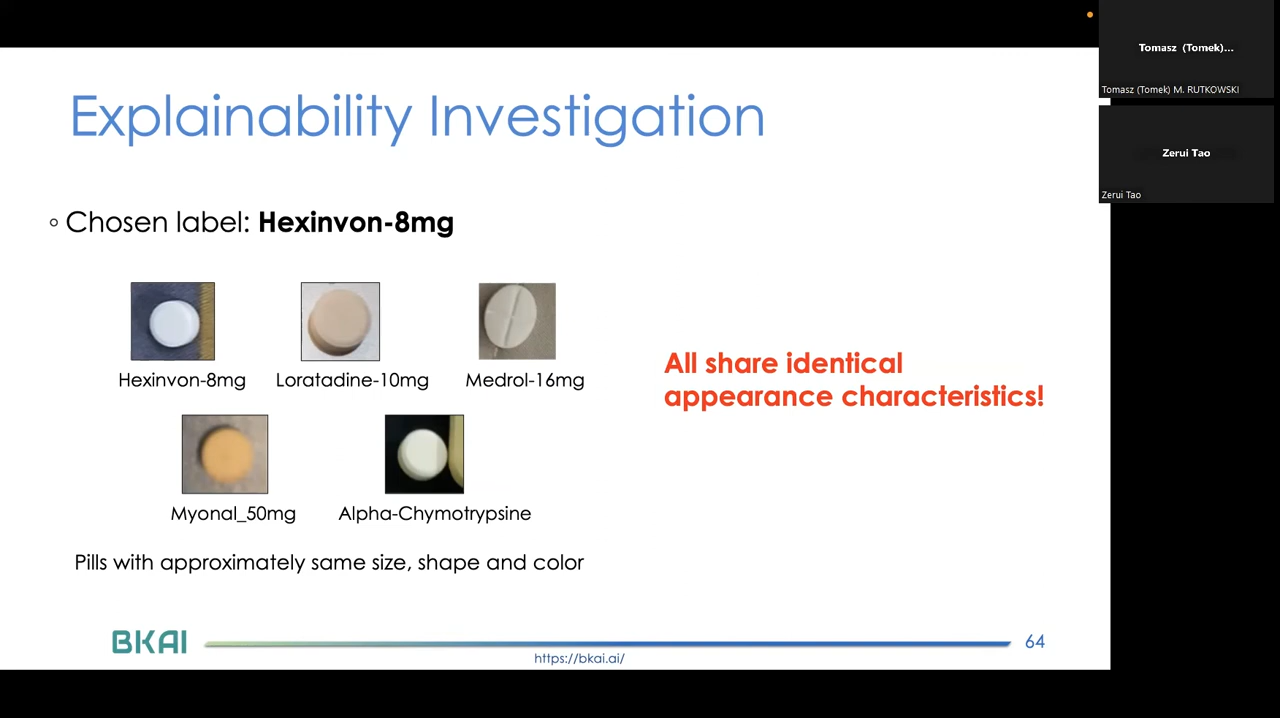 Explainability Investigation
◦ Chosen label: Hexinvon-8mg
Hexinvon-8mg
Loratadine-10mg
Medrol-16mg
Myonal_50mg
Alpha-Chymotrypsine
Pills with approximately same size, shape and color
All share identical
appearance characteristics!
BKAI
https://bkai.ai/
64
Tomasz (Tomek)...
Tomasz (Tomek) M. RUTKOWSKI
Zerui Tao
Zerui Tao